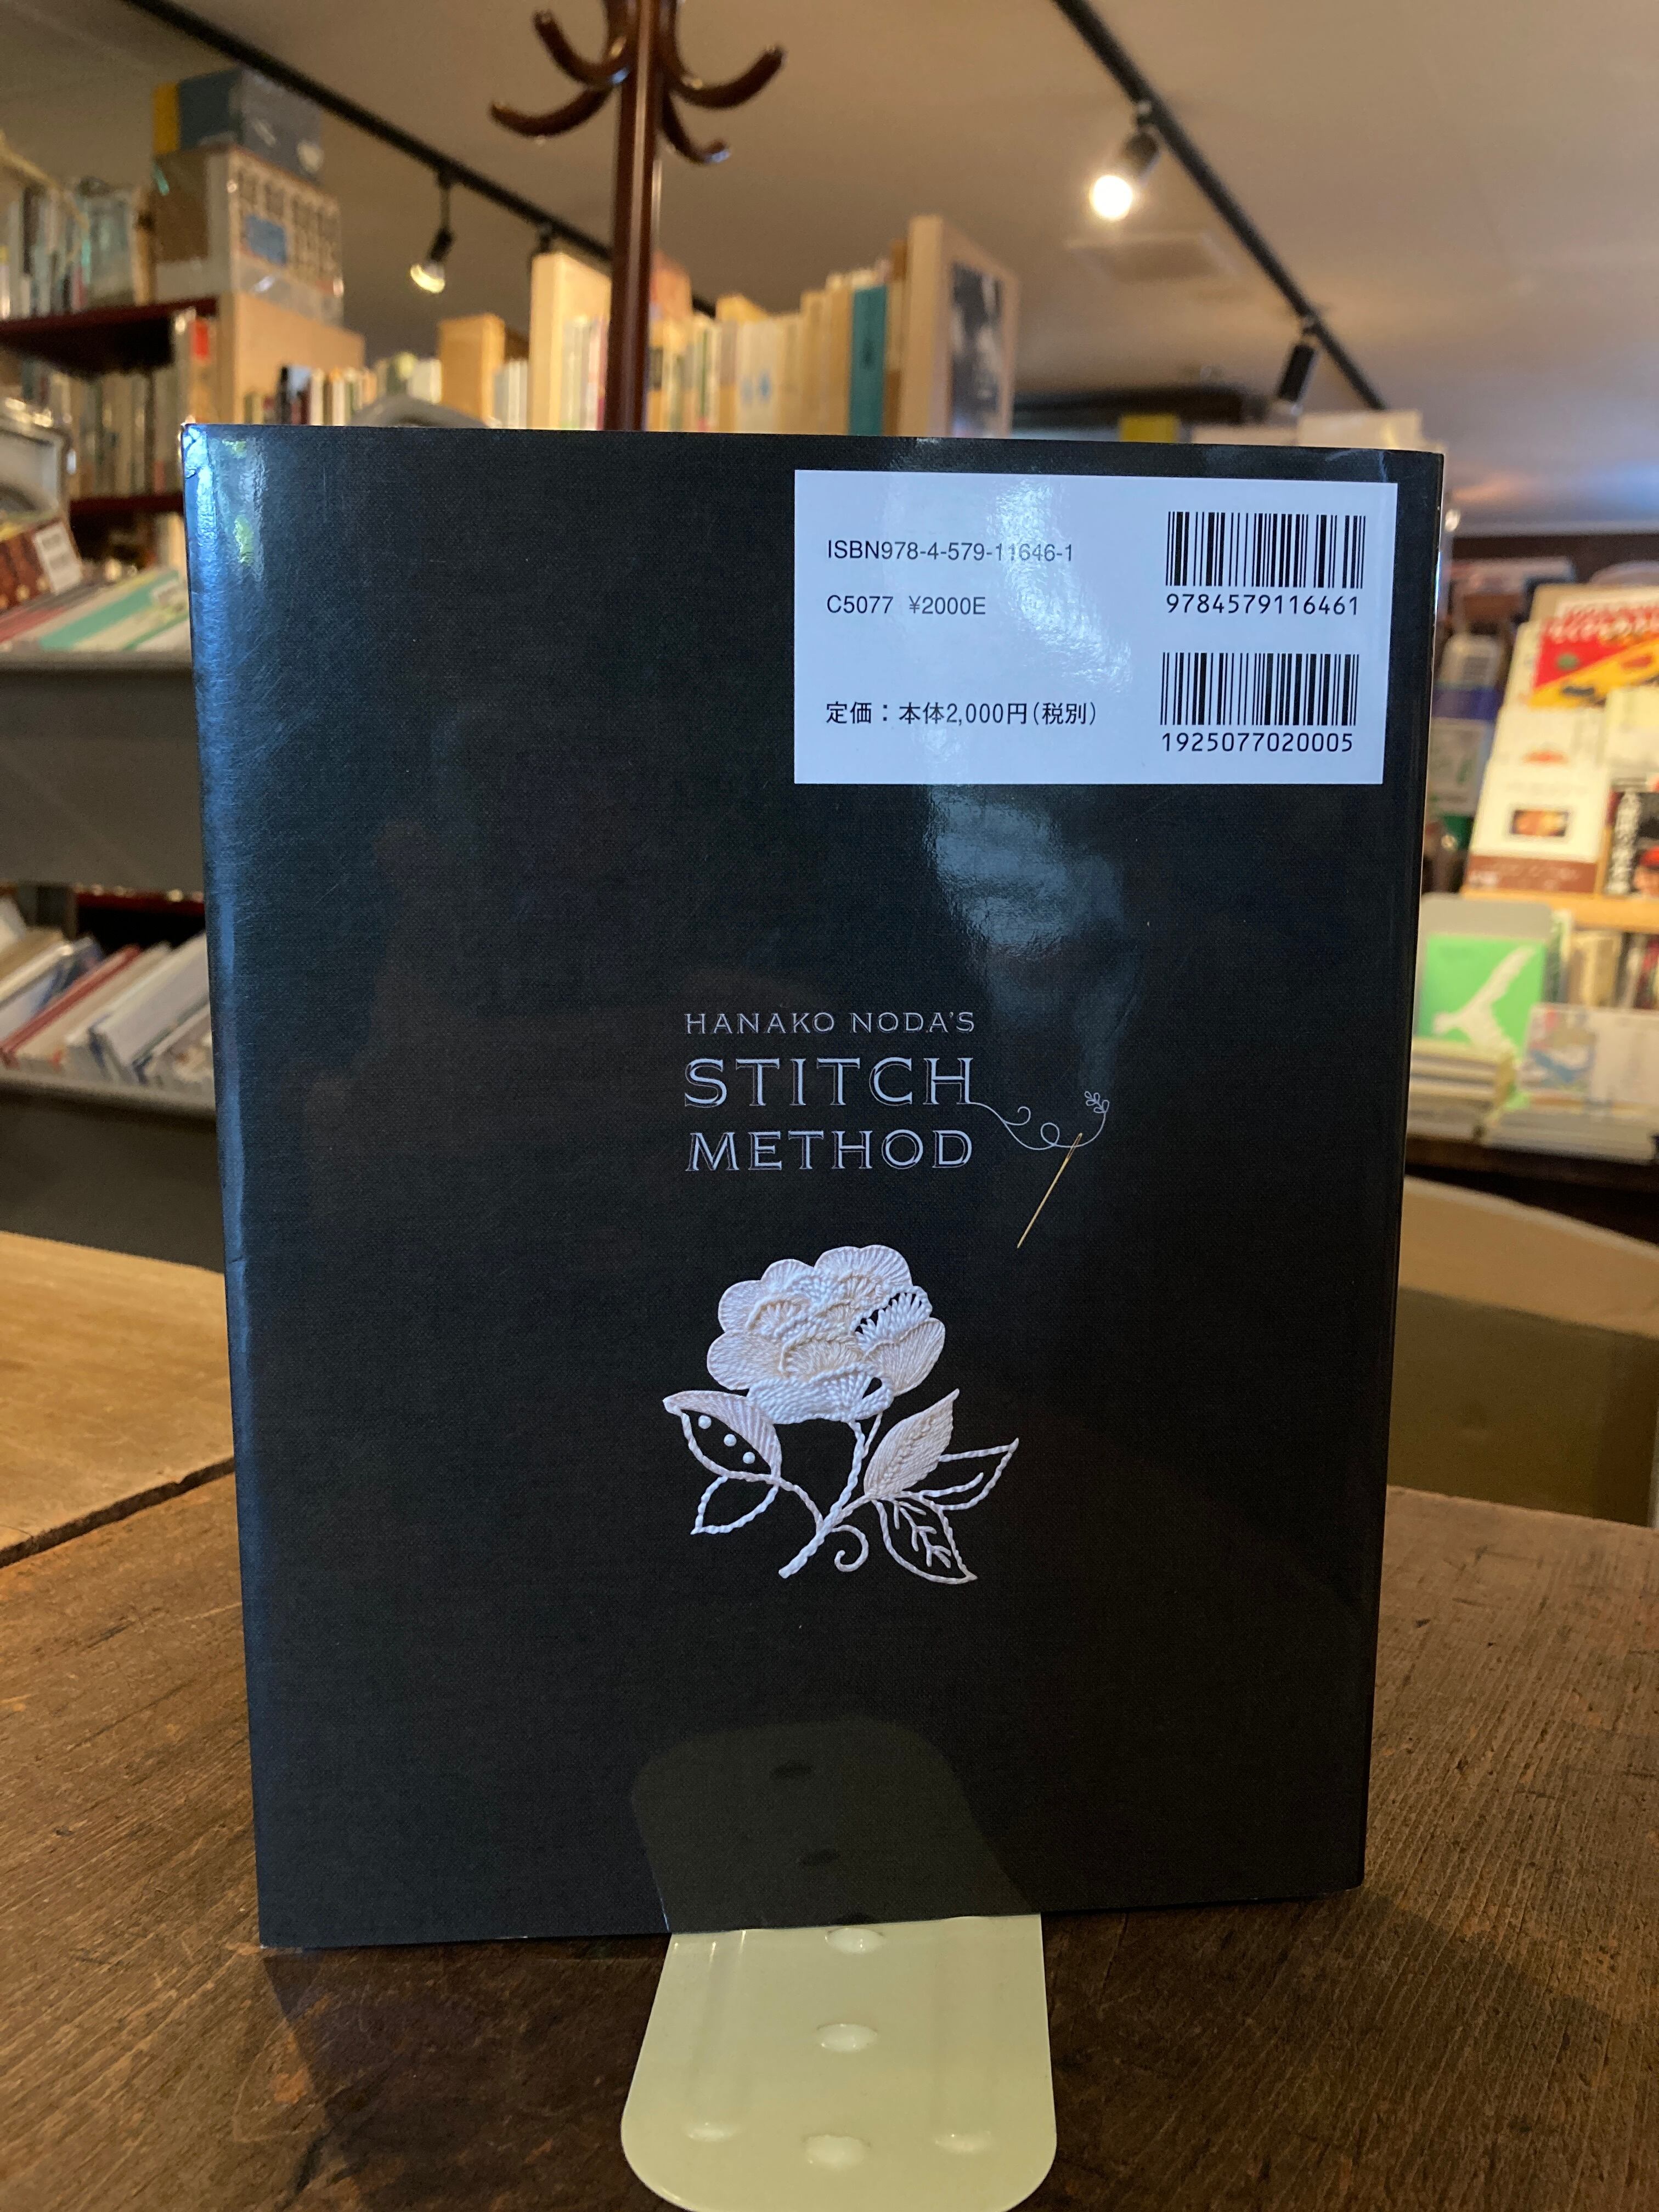 ISBN978-4-579-11646-1
C5077 ¥2000E
9784579116461
定価：本体2,000円(税別)
1925077020005
HANAKO NODA'S
STITCH
METHOD